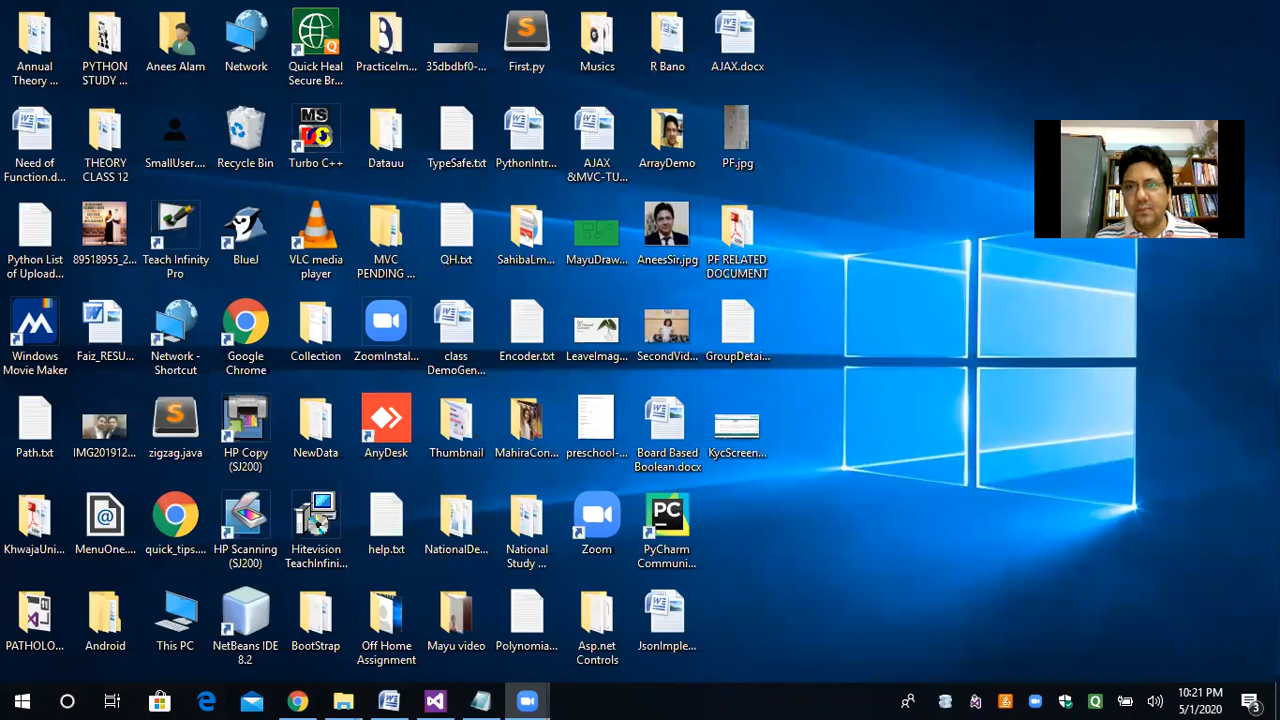 Annual
Theory ...
PYTHON
STUDY ...
Anees Alam
Network
Quick Heal
Secure Br...
PracticeIm...
35dbdbf0-...
First.py
Musics
R Bano
AJAX.docx
Need of
Function.d...
THEORY
CLASS 12
SmallUser....
Recycle Bin
MS
Turbo C++
Datauu
TypeSafe.txt
PythonIntr...
AJAX
&MVC-TU...
ArrayDemo
PF.jpg
Python List
of Upload...
89518955_2...
Teach Infinity
Pro
BlueJ
VLC media
player
MVC
PENDING ...
QH.txt
SahibaLm...
MayuDraw...
AneesSir.jpg
PF RELATED
DOCUMENT
Windows
Movie Maker
Faiz_RESU...
Network -
Shortcut
Google
Chrome
Collection
ZoomInstal...
class
DemoGen...
Encoder.txt
LeaveImag...
SecondVid...
GroupDetai...
Path.txt
IMG201912...
zigzag.java
HP Copy
(SJ200)
NewData
AnyDesk
Thumbnail
MahiraCon...
preschool-...
Board Based
Boolean.docx
KycScreen...
KhwajaUni...
MenuOne....
quick_tips....
HP Scanning
(SJ200)
Hitevision
TeachInfini...
help.txt
NationalDe...
National
Study ...
Zoom
PC
PyCharm
Communi...
PATHOLO...
Android
This PC
NetBeans IDE
8.2
BootStrap
Off Home
Assignment
Mayu video
Polynomia...
Asp.net
Controls
JsonImple...
10:21 PM
5/1/2020
3